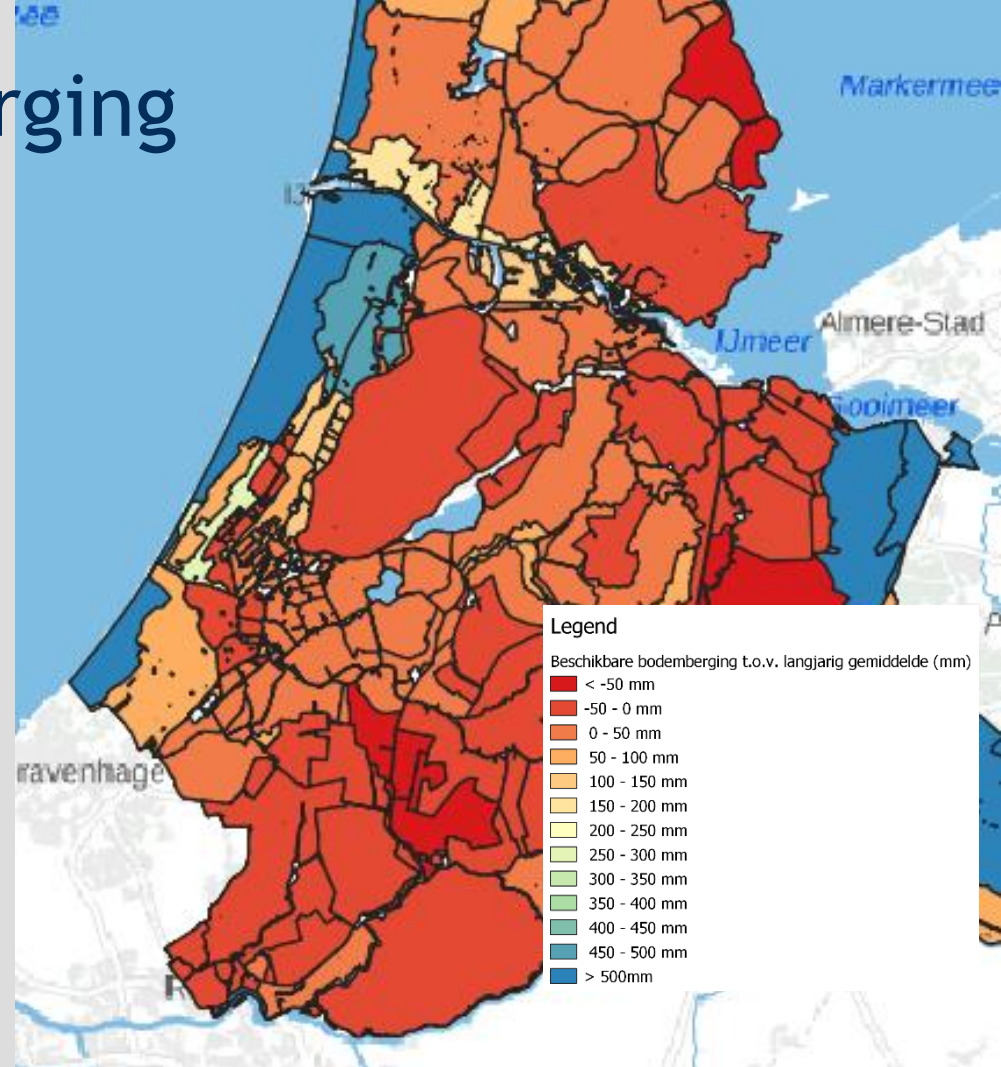 rging
Markermee
Almere-Stad
IJmeer
Gooimeer
ravenhage
R
Legend
Beschikbare bodemberging t.o.v. langjarig gemiddelde (mm)
< -50 mm
-50 - 0 mm
0 - 50 mm
50 - 100 mm
100 - 150 mm
150 - 200 mm
200 - 250 mm
250 - 300 mm
300 - 350 mm
350 - 400 mm
400 - 450 mm
450 - 500 mm
> 500mm